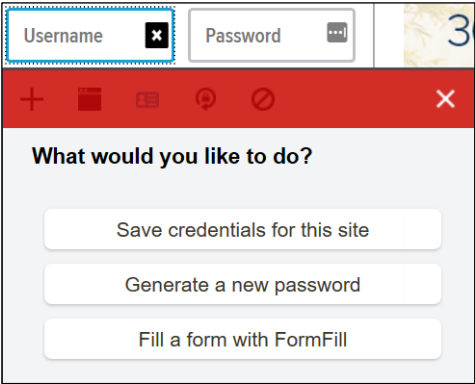 Username Password 30
What would you like to do?
Save credentials for this site
Generate a new password
Fill a form with FormFill